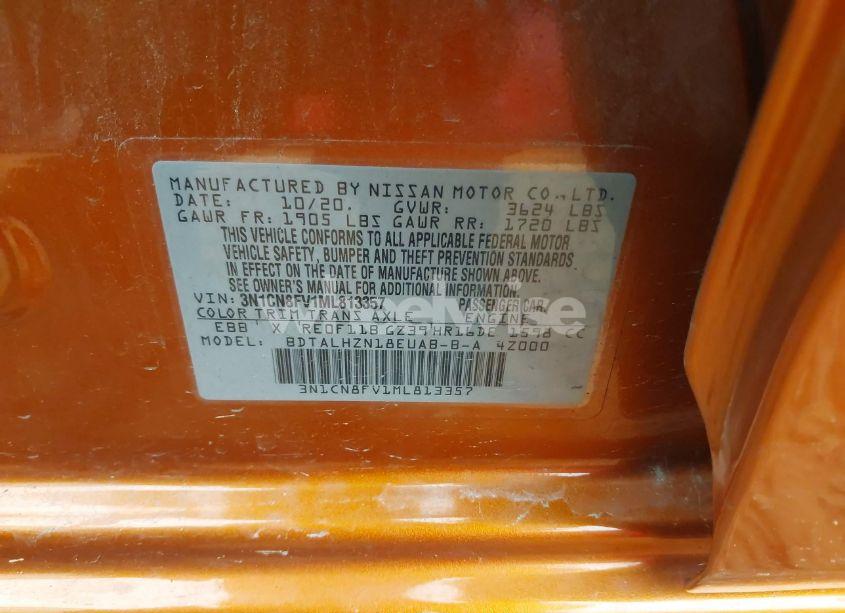 MANUFACTURED BY NISSAN MOTOR CO.,LTD.
DATE: 10/20. GVWR: 3624 LBS
GAWR FR: 1905 LBS GAWR RR: 1720 LBS
THIS VEHICLE CONFORMS TO ALL APPLICABLE FEDERAL MOTOR
VEHICLE SAFETY, BUMPER AND THEFT PREVENTION STANDARDS
IN EFFECT ON THE DATE OF MANUFACTURE SHOWN ABOVE.
SEE OWNER'S MANUAL FOR ADDITIONAL INFORMATION
VIN: 3N1CN8FV1ML813357 PASSENGER CAR.
COLOR TRIM TRANS AXLE ENGINE
EBB X RE0F11B GZ39 HR16DE 1598 CC
MODEL: BDTALHZN18EUAB-B-A 4Z000
3N1CN8FV1ML813357
wheelwise